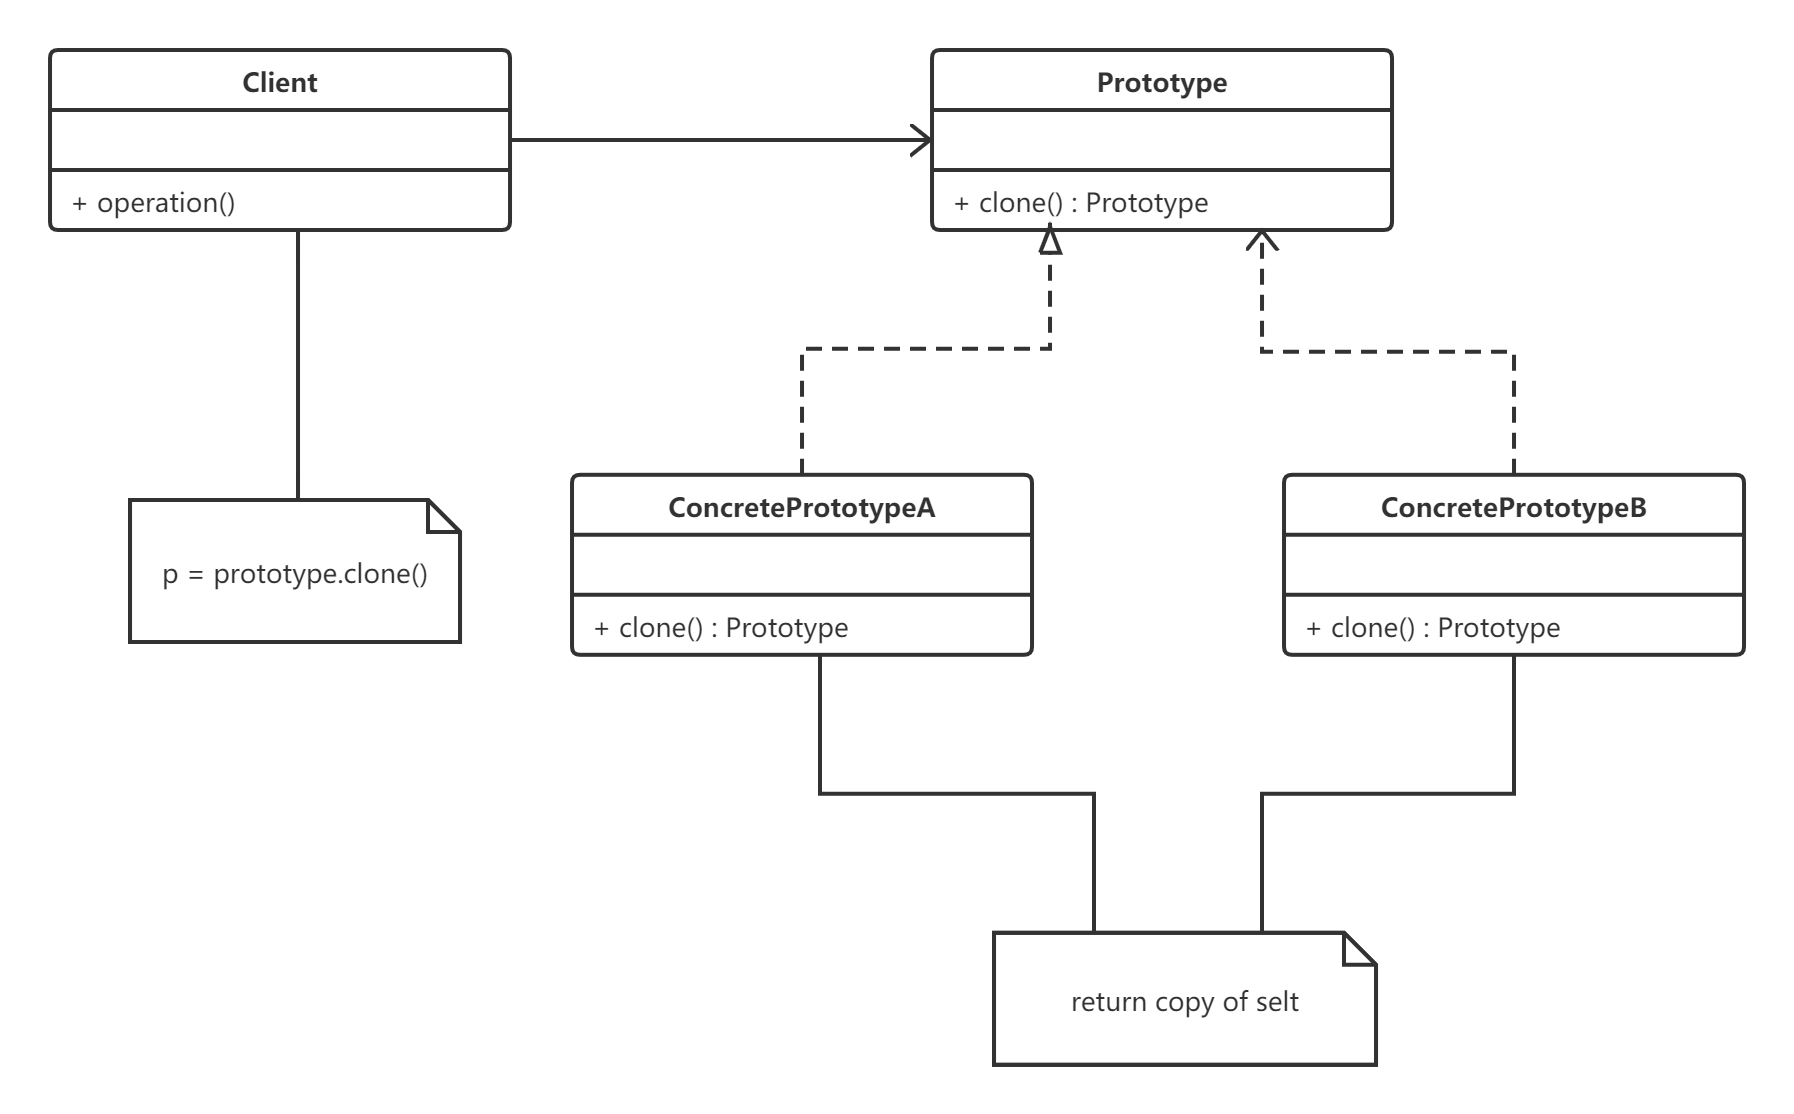 Client
Prototype
+ operation()
+ clone() : Prototype
ConcretePrototypeA
ConcretePrototypeB
p = prototype.clone()
+ clone() : Prototype
+ clone() : Prototype
return copy of selt